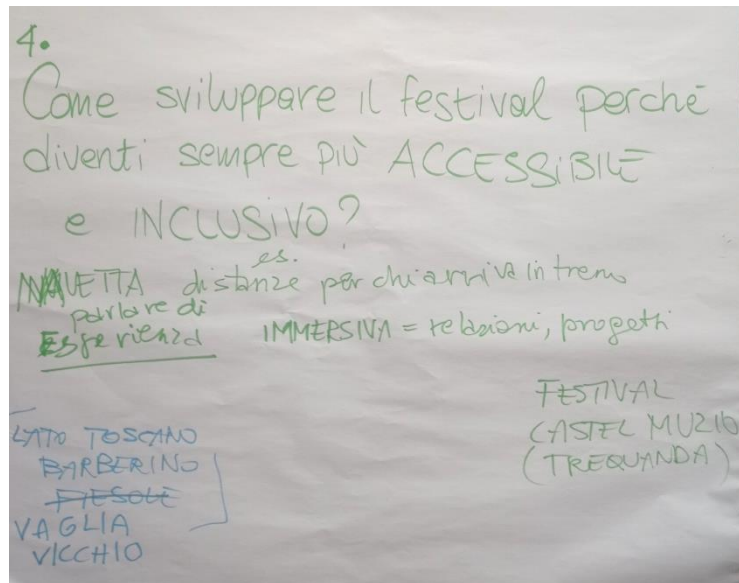 4.
Come sviluppare il festival perché
diventi sempre più ACCESSIBILE
e INCLUSIVO?
es.
NAVETTA distanze per chi arriva in treno
parlare di
Esperienza IMMERSIVA = relazioni, progetti
FESTIVAL
CASTEL MUZIO
(TREQUANDA)
LATO TOSCANO
BARBERINO
FIESOLE
VAGLIA
VICCHIO